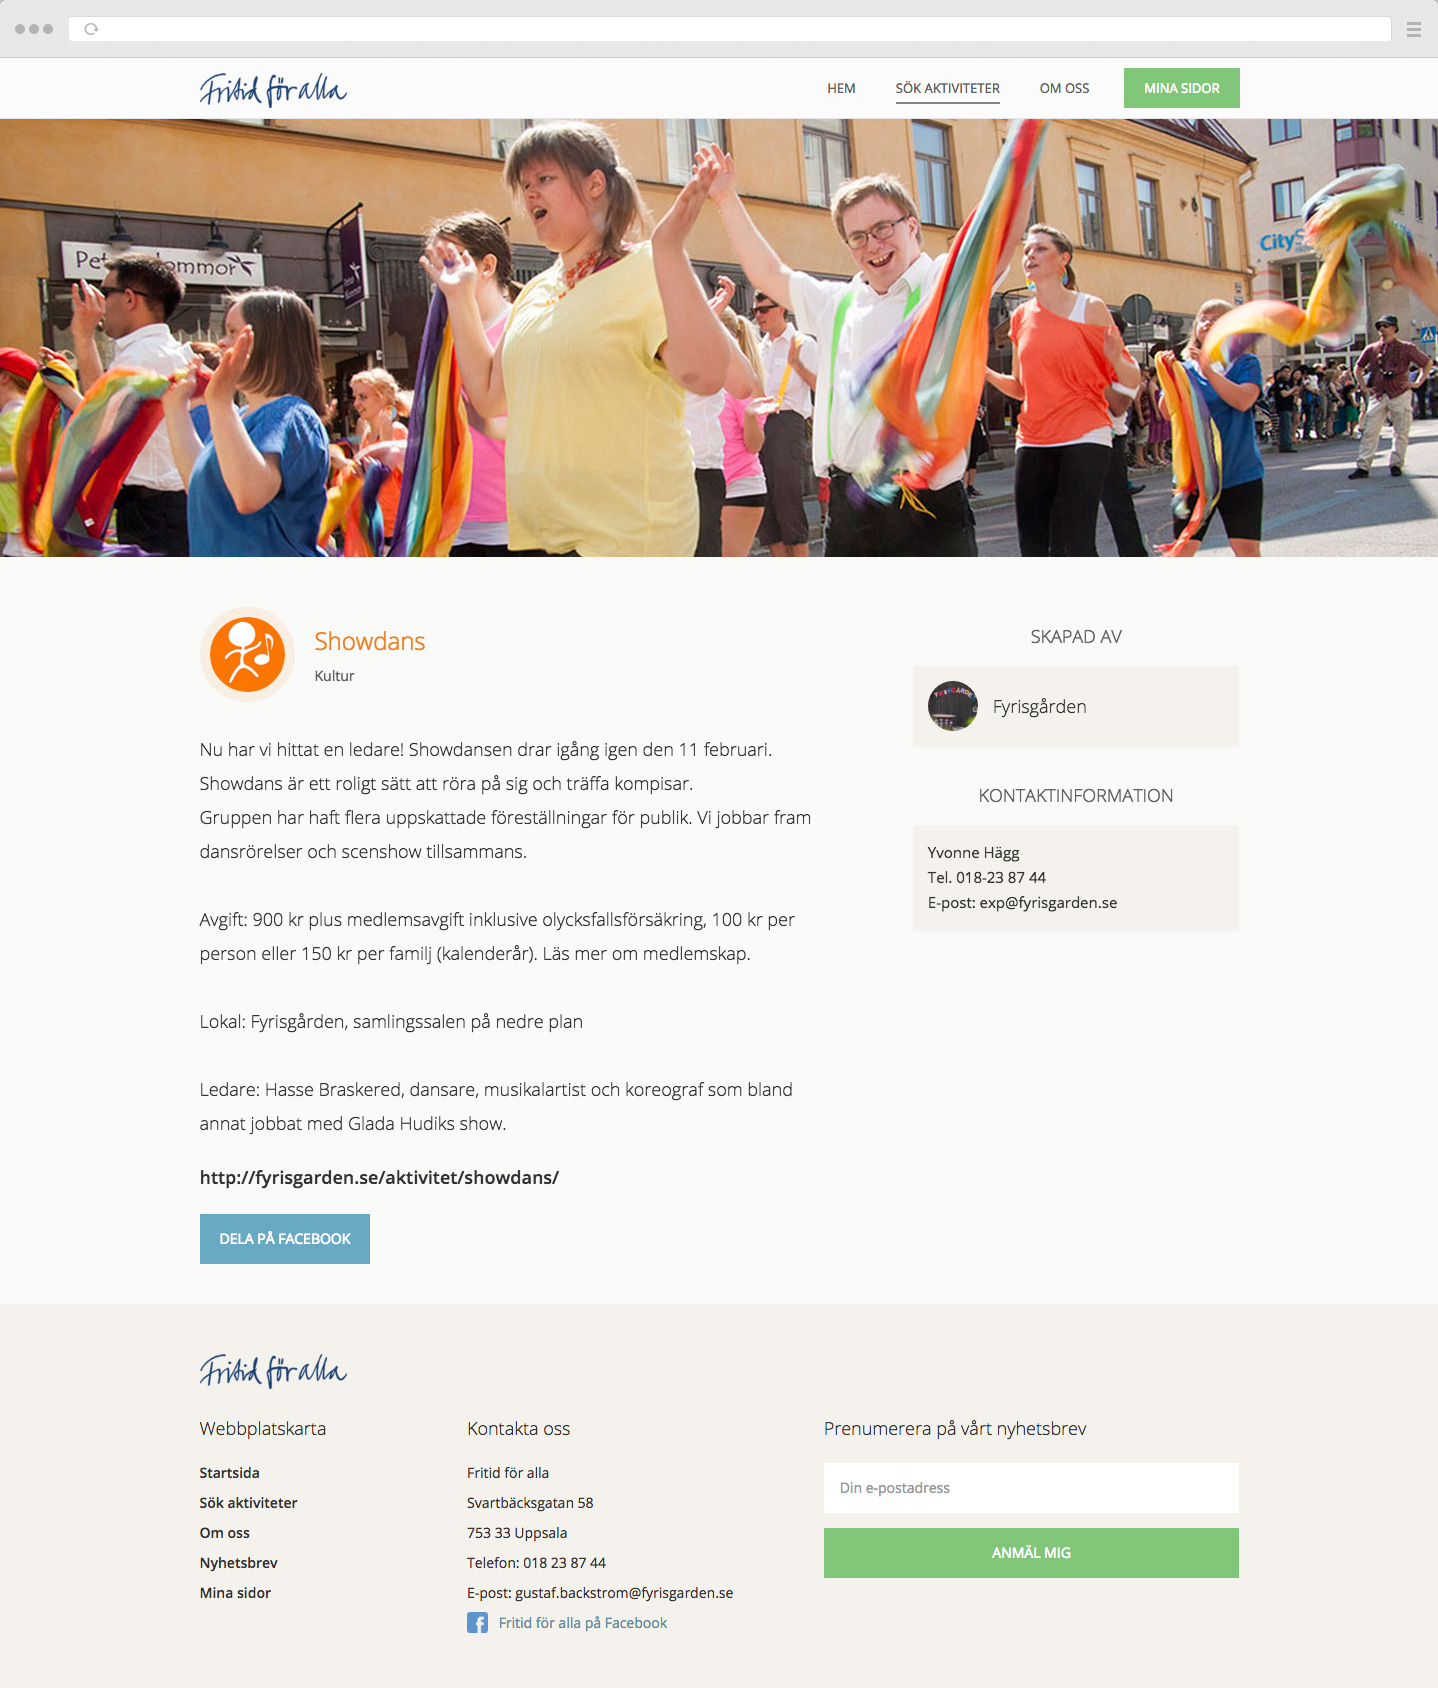 Fritid för alla
HEM
SÖK AKTIVITETER
OM OSS
MINA SIDOR
CityS
Showdans
Kultur
Nu har vi hittat en ledare! Showdansen drar igång igen den 11 februari.
Showdans är ett roligt sätt att röra på sig och träffa kompisar.
Gruppen har haft flera uppskattade föreställningar för publik. Vi jobbar fram
dansrörelser och scenshow tillsammans.
Avgift: 900 kr plus medlemsavgift inklusive olycksfallsförsäkring, 100 kr per
person eller 150 kr per familj (kalenderår). Läs mer om medlemskap.
Lokal: Fyrisgården, samlingssalen på nedre plan
Ledare: Hasse Braskered, dansare, musikalartist och koreograf som bland
annat jobbat med Glada Hudiks show.
http://fyrisgarden.se/aktivitet/showdans/
DELA PÅ FACEBOOK
SKAPAD AV
Fyrisgården
KONTAKTINFORMATION
Yvonne Hägg
Tel. 018-23 87 44
E-post: exp@fyrisgarden.se
Fritid för alla
Webbplatskarta
Startsida
Sök aktiviteter
Om oss
Nyhetsbrev
Mina sidor
Kontakta oss
Fritid för alla
Svartbäcksgatan 58
753 33 Uppsala
Telefon: 018 23 87 44
E-post: gustaf.backstrom@fyrisgarden.se
Fritid för alla på Facebook
Prenumerera på vårt nyhetsbrev
Din e-postadress
ANMÄL MIG